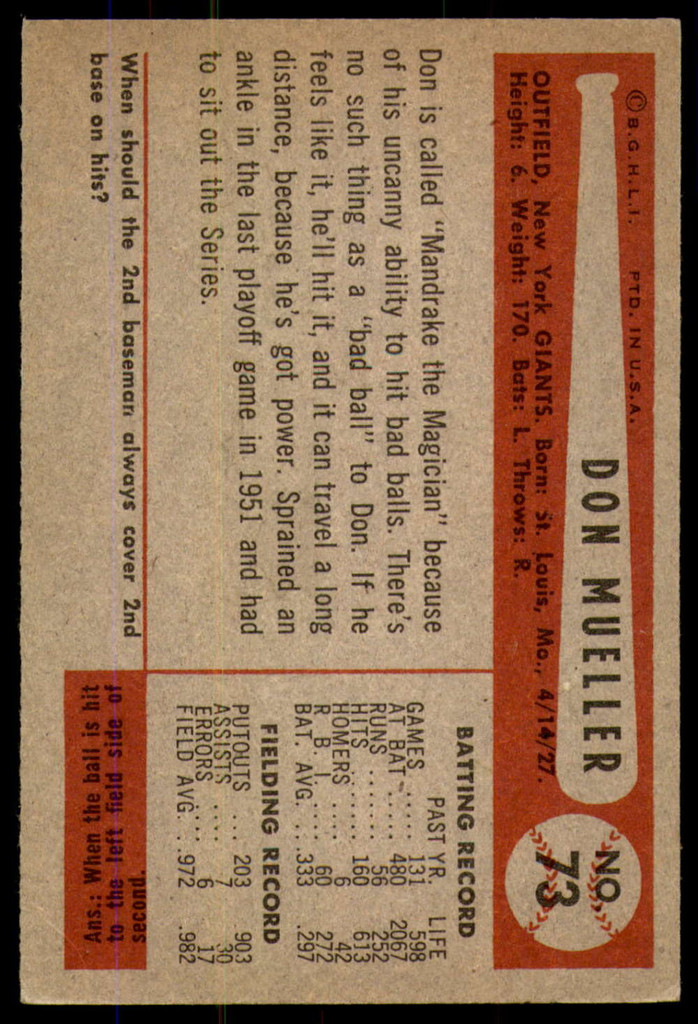 © B.G.H.L.I. PTD. IN U.S.A.
DON MUELLER
NO.
73
OUTFIELD, New York GIANTS. Born: St. Louis, Mo., 4/14/27.
Height: 6. Weight: 170. Bats: L. Throws: R.
Don is called "Mandrake the Magician" because
of his uncanny ability to hit bad balls. There's
no such thing as a "bad ball" to Don. If he
feels like it, he'll hit it, and it can travel a long
distance, because he's got power. Sprained an
ankle in the last playoff game in 1951 and had
to sit out the Series.
BATTING RECORD
PAST YR. LIFE
GAMES ..... 131 598
AT BAT ..... 480 2067
RUNS ...... 56 252
HITS ...... 160 613
HOMERS .... 6 42
R. B. I. .... 60 272
BAT. AVG. .. .333 .297
FIELDING RECORD
PUTOUTS ... 203 903
ASSISTS .... 7 30
ERRORS .... 6 17
FIELD AVG. . .972 .982
When should the 2nd baseman always cover 2nd
base on hits?
Ans.: When the ball is hit
to the left field side of
second.